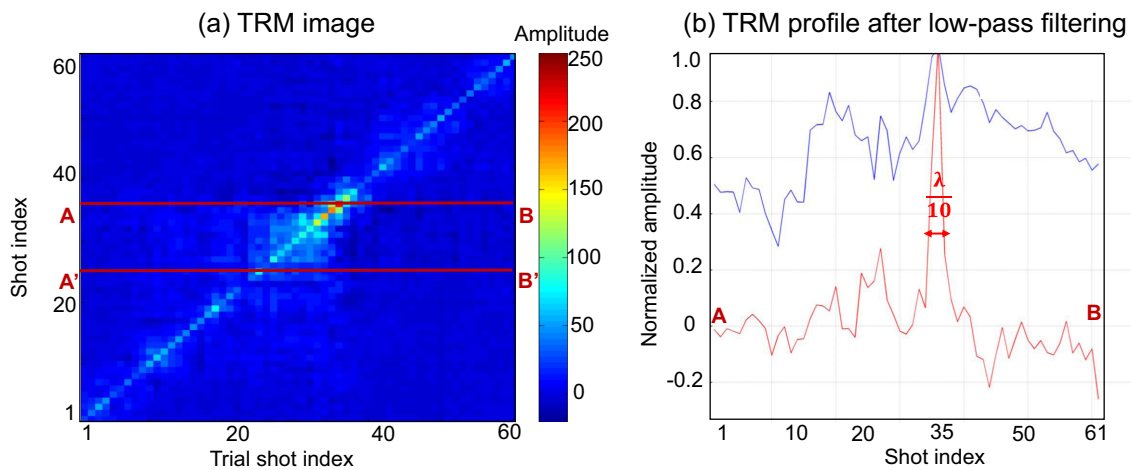 (a) TRM image
Amplitude
60
40
20
1
Shot index
A
B
A'
B'
1
20
40
60
Trial shot index
250
200
150
100
50
0
(b) TRM profile after low-pass filtering
1.0
0.8
0.6
0.4
0.2
0
-0.2
Normalized amplitude
λ
10
A
B
1
10
20
35
50
61
Shot index